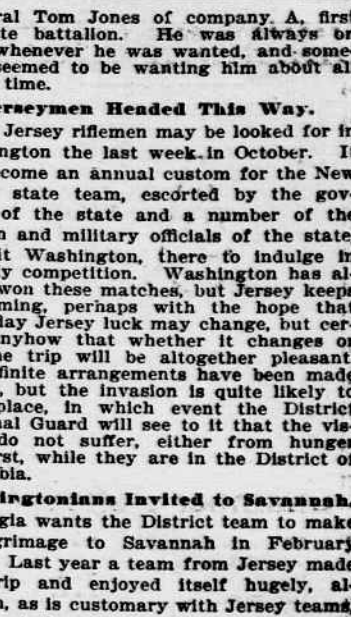 ral Tom Jones of company A, first
te battalion. He was always on
whenever he was wanted, and some
seemed to be wanting him about all
time.
erseymen Headed This Way.
Jersey riflemen may be looked for in
ington the last week in October. It
come an annual custom for the New
state team, escorted by the gov-
of the state and a number of the
n and military officials of the state
it Washington, there to indulge in
ly competition. Washington has al-
won these matches, but Jersey keeps
ming, perhaps with the hope that
day Jersey luck may change, but cer-
nyhow that whether it changes or
he trip will be altogether pleasant.
finite arrangements have been made
, but the invasion is quite likely to
place, in which event the District
nal Guard will see to it that the vis-
do not suffer, either from hunger
rst, while they are in the District of
bia.
ingtonians Invited to Savannah.
gia wants the District team to make
grimage to Savannah in February
Last year a team from Jersey made
rip and enjoyed itself hugely, al-
h, as is customary with Jersey teams,